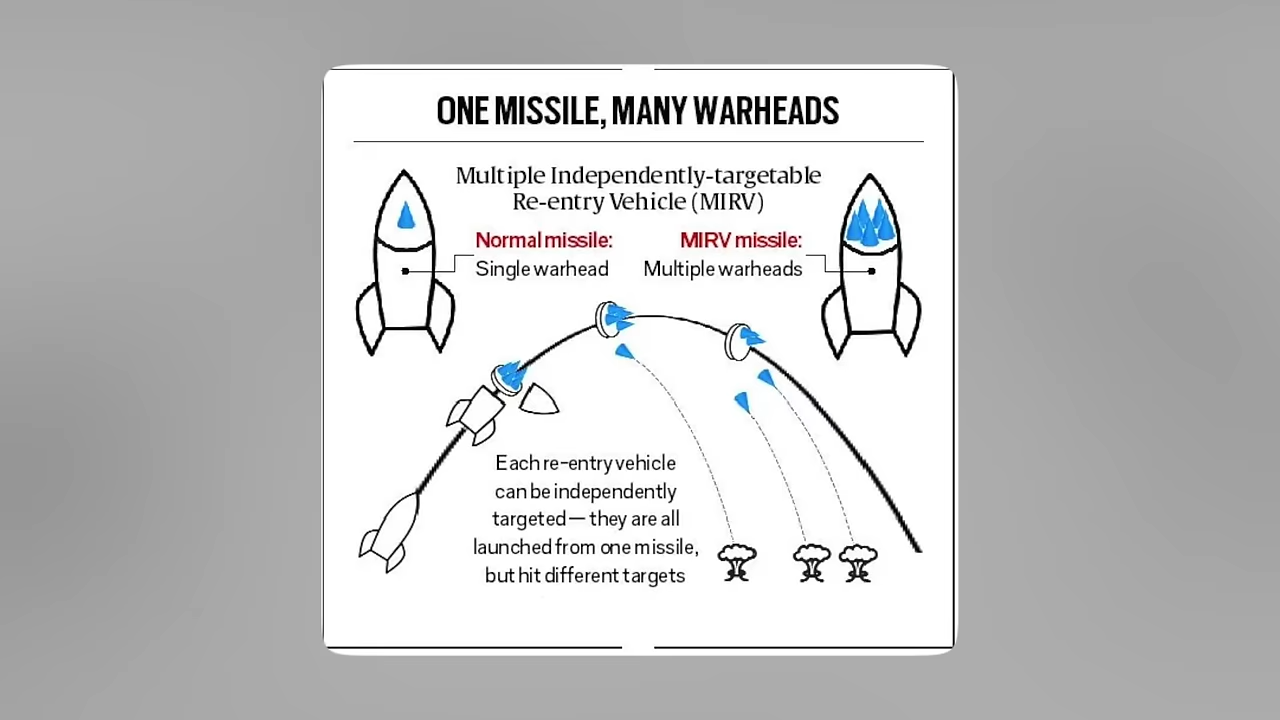 ONE MISSILE, MANY WARHEADS
Multiple Independently-targetable
Re-entry Vehicle (MIRV)
Normal missile:
Single warhead
MIRV missile:
Multiple warheads
Each re-entry vehicle
can be independently
targeted — they are all
launched from one missile,
but hit different targets